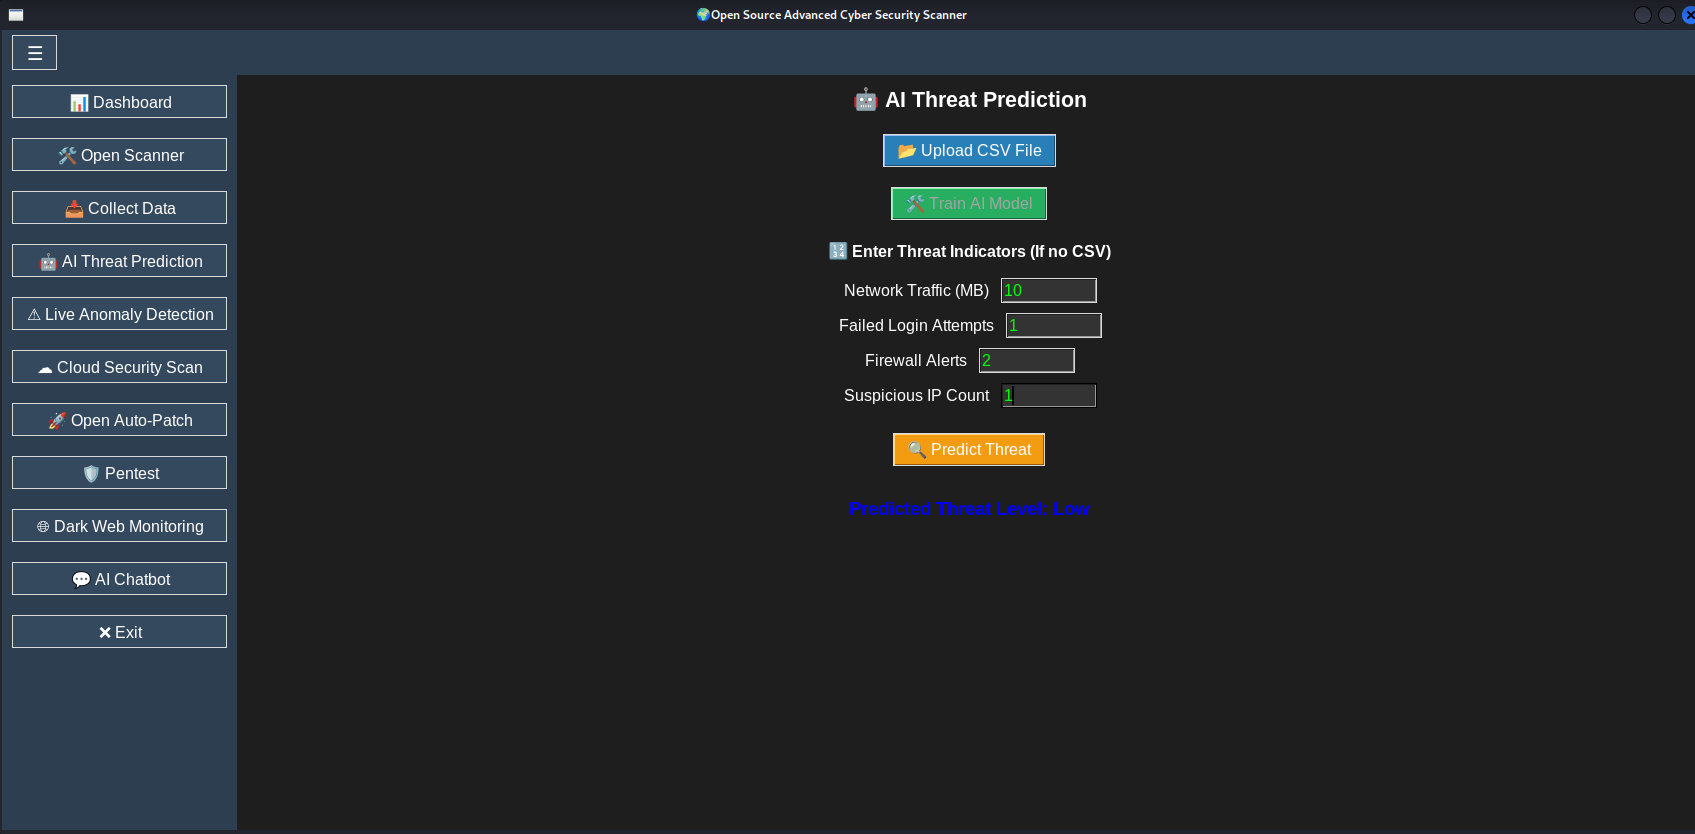 🌍Open Source Advanced Cyber Security Scanner
☰
📊 Dashboard
🛠 Open Scanner
📥 Collect Data
🤖 AI Threat Prediction
⚠ Live Anomaly Detection
☁ Cloud Security Scan
🚀 Open Auto-Patch
🛡 Pentest
🌐 Dark Web Monitoring
💬 AI Chatbot
❌ Exit
🤖 AI Threat Prediction
📂 Upload CSV File
🛠 Train AI Model
🔢 Enter Threat Indicators (If no CSV)
Network Traffic (MB) 10
Failed Login Attempts 1
Firewall Alerts 2
Suspicious IP Count 1
🔍 Predict Threat
Predicted Threat Level: Low